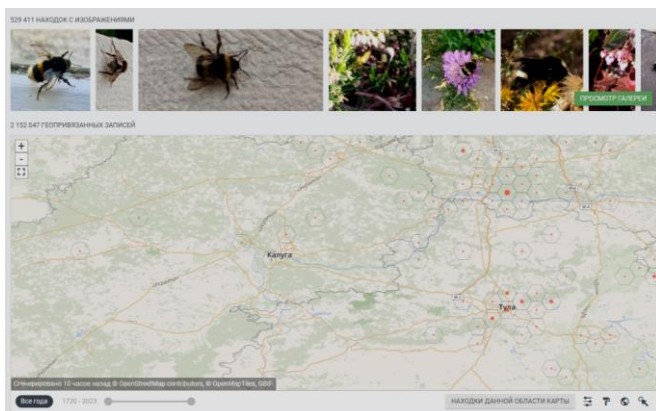 529 411 НАХОДОК С ИЗОБРАЖЕНИЯМИ
ПРОСМОТР ГАЛЕРЕИ
2 152 047 ГЕОПРИВЯЗАННЫХ ЗАПИСЕЙ
+
-
Калуга
Тула
Сгенерировано 10 часов назад © OpenStreetMap contributors, © OpenMapTiles, GBIF.
Все года
1720 - 2023
НАХОДКИ ДАННОЙ ОБЛАСТИ КАРТЫ